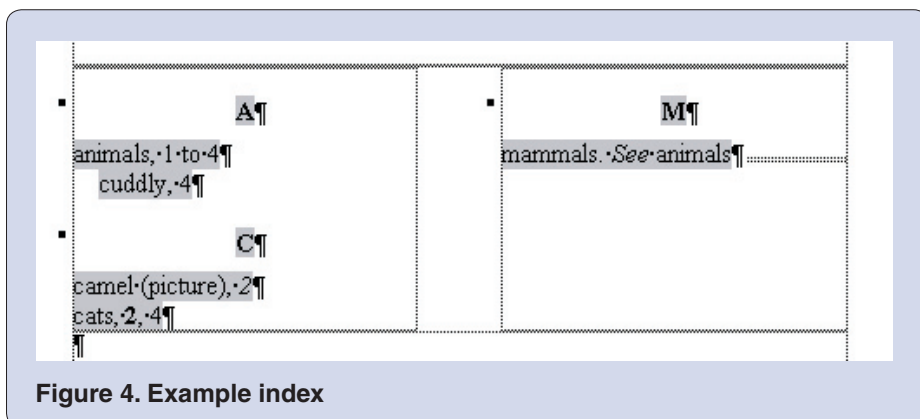 A¶
animals,·1·to·4¶
cuddly,·4¶
C¶
camel·(picture),·2¶
cats,·2,·4¶
M¶
mammals.·See·animals¶
¶
Figure 4. Example index